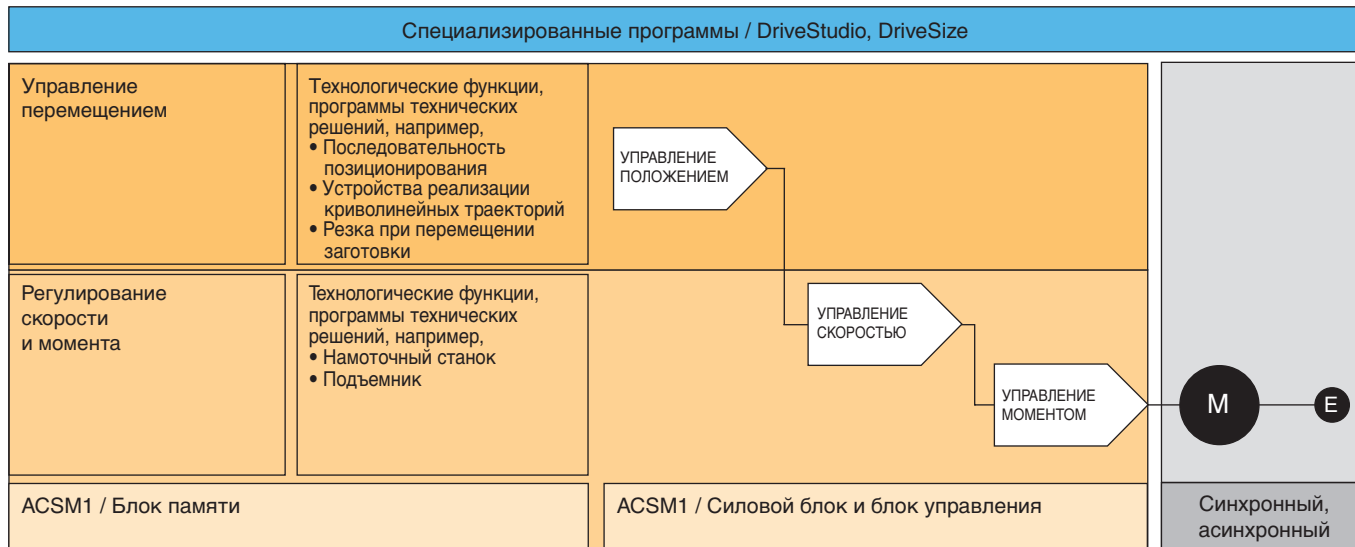 Специализированные программы / DriveStudio, DriveSize
Управление
перемещением
Технологические функции,
программы технических
решений, например,
• Последовательность
позиционирования
• Устройства реализации
криволинейных траекторий
• Резка при перемещении
заготовки
УПРАВЛЕНИЕ
ПОЛОЖЕНИЕМ
Регулирование
скорости
и момента
Технологические функции,
программы технических
решений, например,
• Намоточный станок
• Подъемник
УПРАВЛЕНИЕ
СКОРОСТЬЮ
УПРАВЛЕНИЕ
МОМЕНТОМ
M
E
ACSM1 / Блок памяти
ACSM1 / Силовой блок и блок управления
Синхронный,
асинхронный